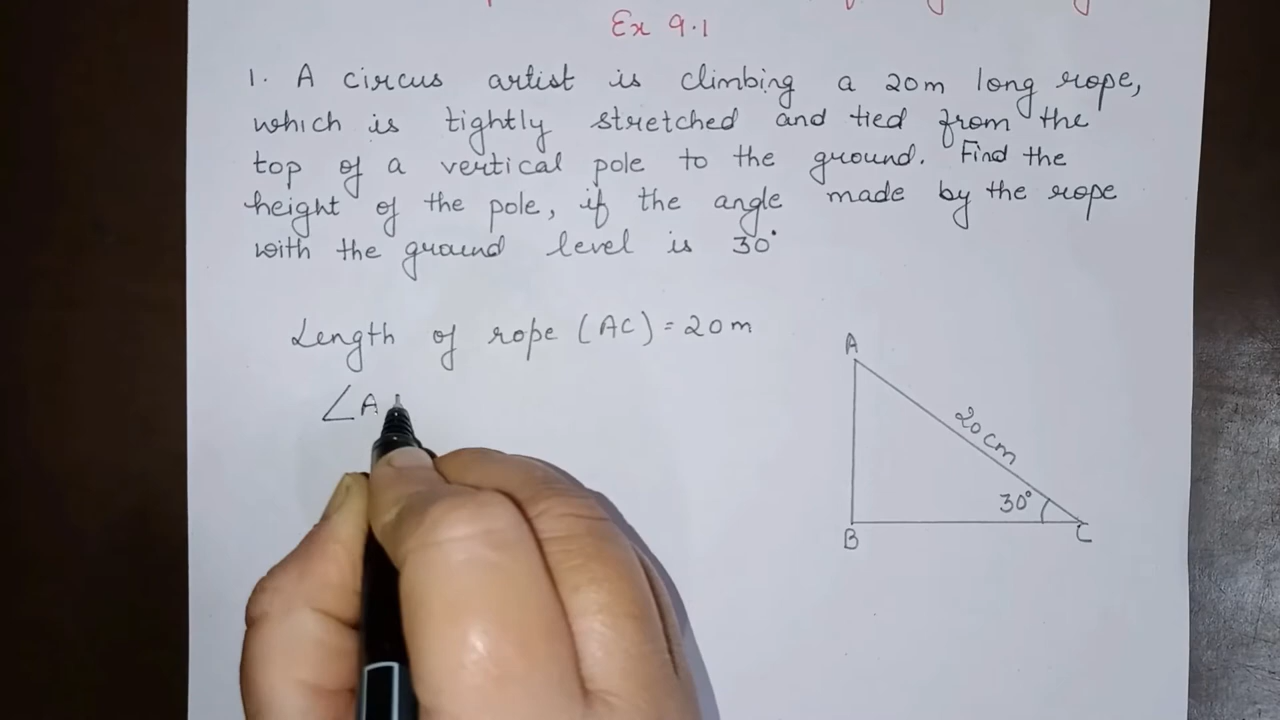 Ex 9.1
1. A circus artist is climbing a 20m long rope,
which is tightly stretched and tied from the
top of a vertical pole to the ground. Find the
height of the pole, if the angle made by the rope
with the ground level is 30°
Length of rope (AC) = 20m
∠A
A
20cm
30°
B
C